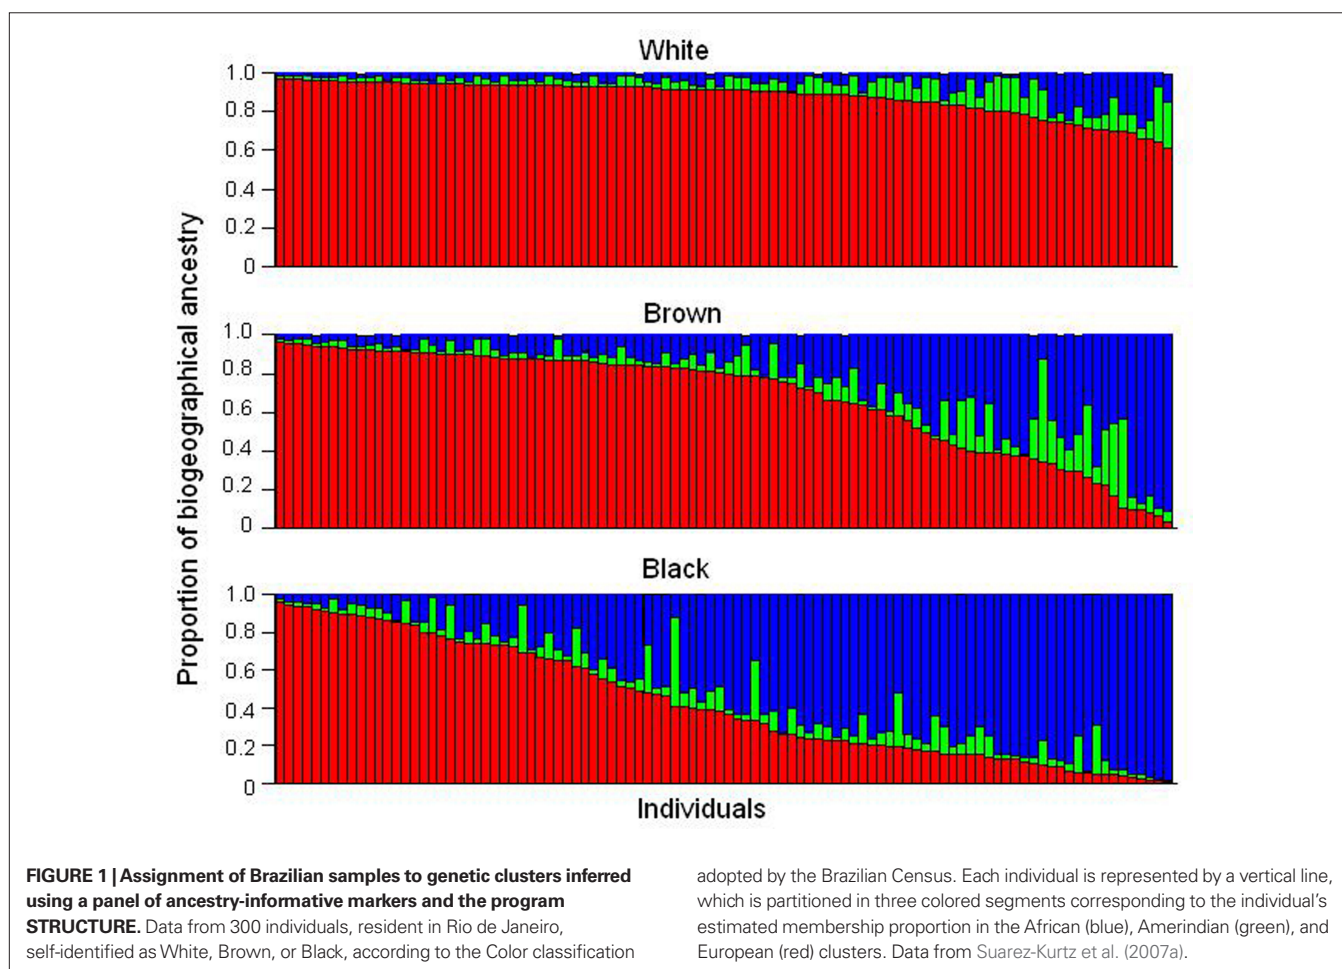 White
1.0
0.8
0.6
0.4
0.2
0
Brown
1.0
0.8
0.6
0.4
0.2
0
Black
1.0
0.8
0.6
0.4
0.2
0
Proportion of biogeographical ancestry
Individuals
FIGURE 1 | Assignment of Brazilian samples to genetic clusters inferred
using a panel of ancestry-informative markers and the program
STRUCTURE. Data from 300 individuals, resident in Rio de Janeiro,
self-identified as White, Brown, or Black, according to the Color classification
adopted by the Brazilian Census. Each individual is represented by a vertical line,
which is partitioned in three colored segments corresponding to the individual's
estimated membership proportion in the African (blue), Amerindian (green), and
European (red) clusters. Data from Suarez-Kurtz et al. (2007a).